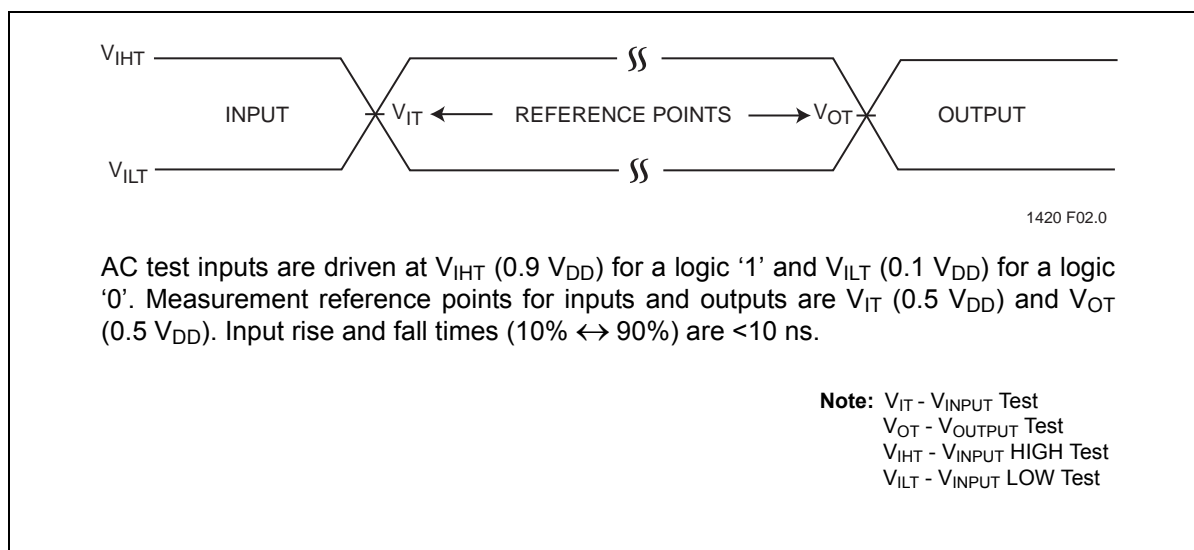 VIHT
INPUT VIT REFERENCE POINTS VOT OUTPUT
VILT
1420 F02.0
AC test inputs are driven at VIHT (0.9 VDD) for a logic ‘1’ and VILT (0.1 VDD) for a logic
‘0’. Measurement reference points for inputs and outputs are VIT (0.5 VDD) and VOT
(0.5 VDD). Input rise and fall times (10% ↔ 90%) are <10 ns.
Note: VIT - VINPUT Test
VOT - VOUTPUT Test
VIHT - VINPUT HIGH Test
VILT - VINPUT LOW Test